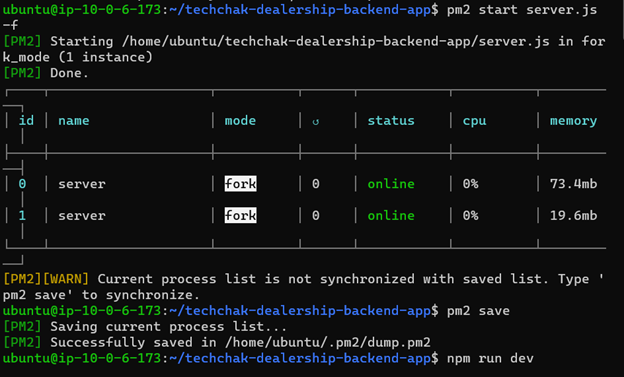 ubuntu@ip-10-0-6-173:~/techchak-dealership-backend-app$ pm2 start server.js
-f
[PM2] Starting /home/ubuntu/techchak-dealership-backend-app/server.js in for
k_mode (1 instance)
[PM2] Done.
│ id │ name │ mode │ ↺ │ status │ cpu │ memory
│ 0 │ server │ fork │ 0 │ online │ 0% │ 73.4mb
│ 1 │ server │ fork │ 0 │ online │ 0% │ 19.6mb
[PM2][WARN] Current process list is not synchronized with saved list. Type '
pm2 save' to synchronize.
ubuntu@ip-10-0-6-173:~/techchak-dealership-backend-app$ pm2 save
[PM2] Saving current process list...
[PM2] Successfully saved in /home/ubuntu/.pm2/dump.pm2
ubuntu@ip-10-0-6-173:~/techchak-dealership-backend-app$ npm run dev